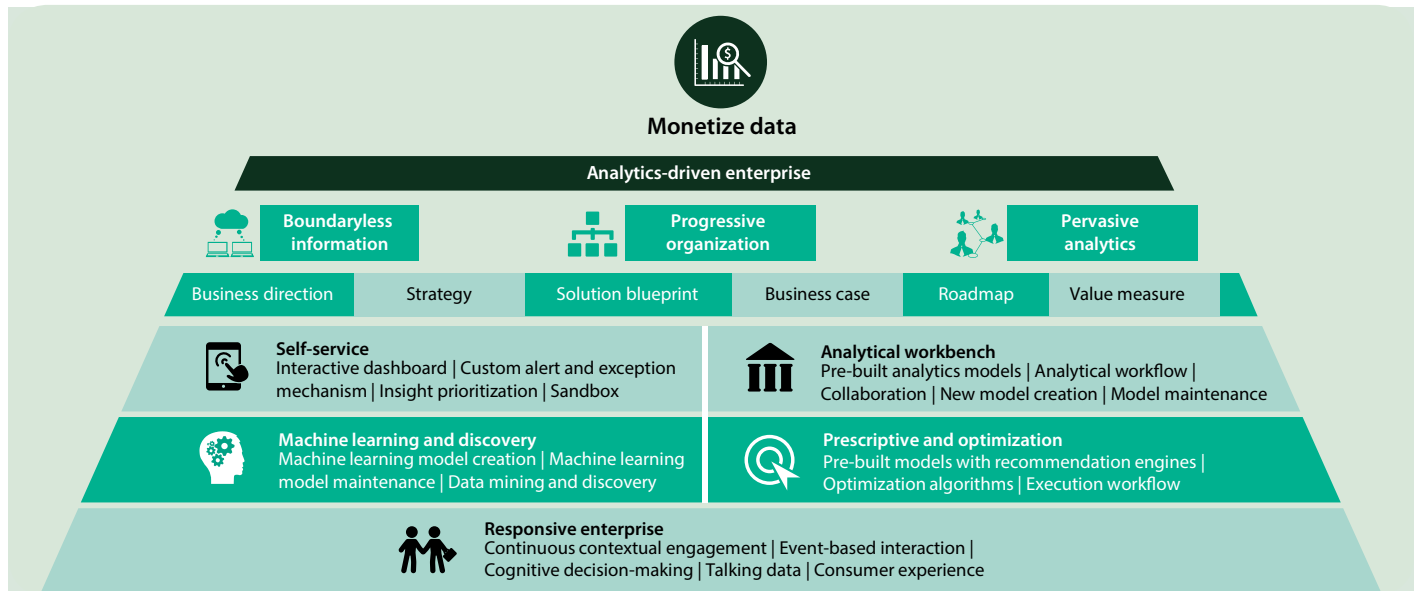 Monetize data
Analytics-driven enterprise
Boundaryless
information
Progressive
organization
Pervasive
analytics
Business direction
Strategy
Solution blueprint
Business case
Roadmap
Value measure
Self-service
Interactive dashboard | Custom alert and exception
mechanism | Insight prioritization | Sandbox
Analytical workbench
Pre-built analytics models | Analytical workflow |
Collaboration | New model creation | Model maintenance
Machine learning and discovery
Machine learning model creation | Machine learning
model maintenance | Data mining and discovery
Prescriptive and optimization
Pre-built models with recommendation engines |
Optimization algorithms | Execution workflow
Responsive enterprise
Continuous contextual engagement | Event-based interaction |
Cognitive decision-making | Talking data | Consumer experience